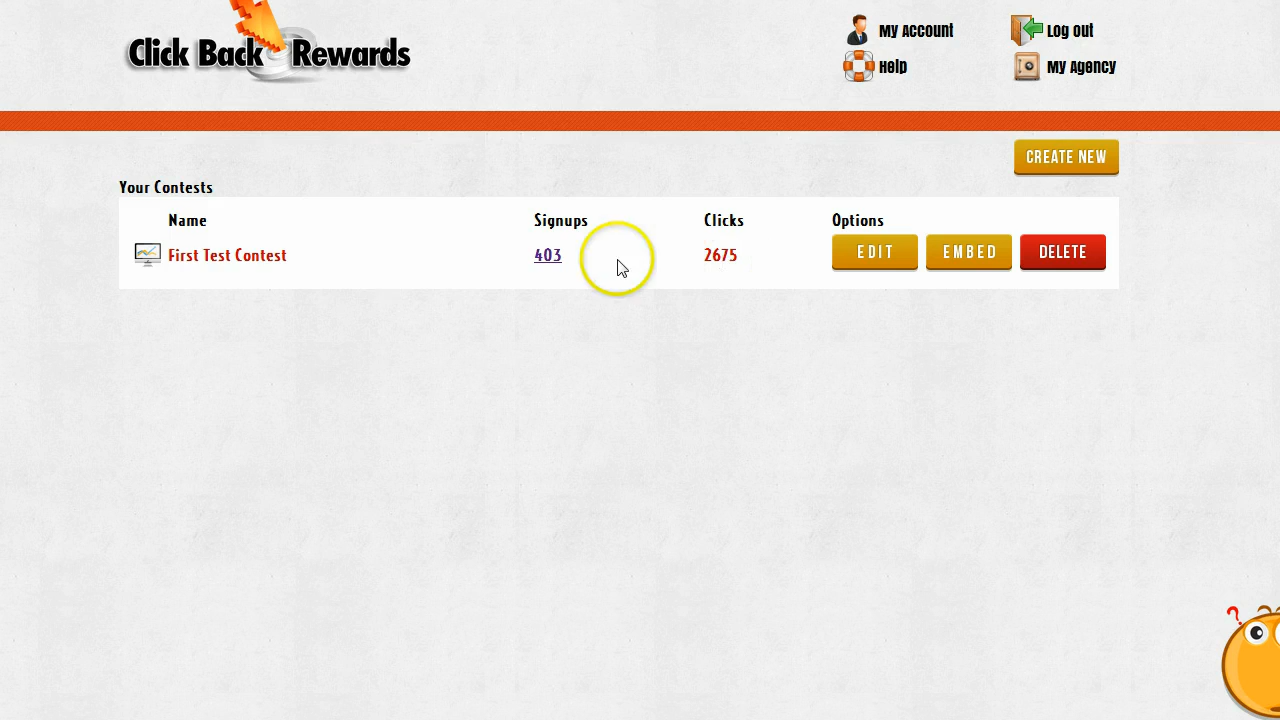 Click Back Rewards
My Account
Log Out
Help
My Agency
CREATE NEW
Your Contests
Name Signups Clicks Options
First Test Contest 403 2675 EDIT EMBED DELETE
?